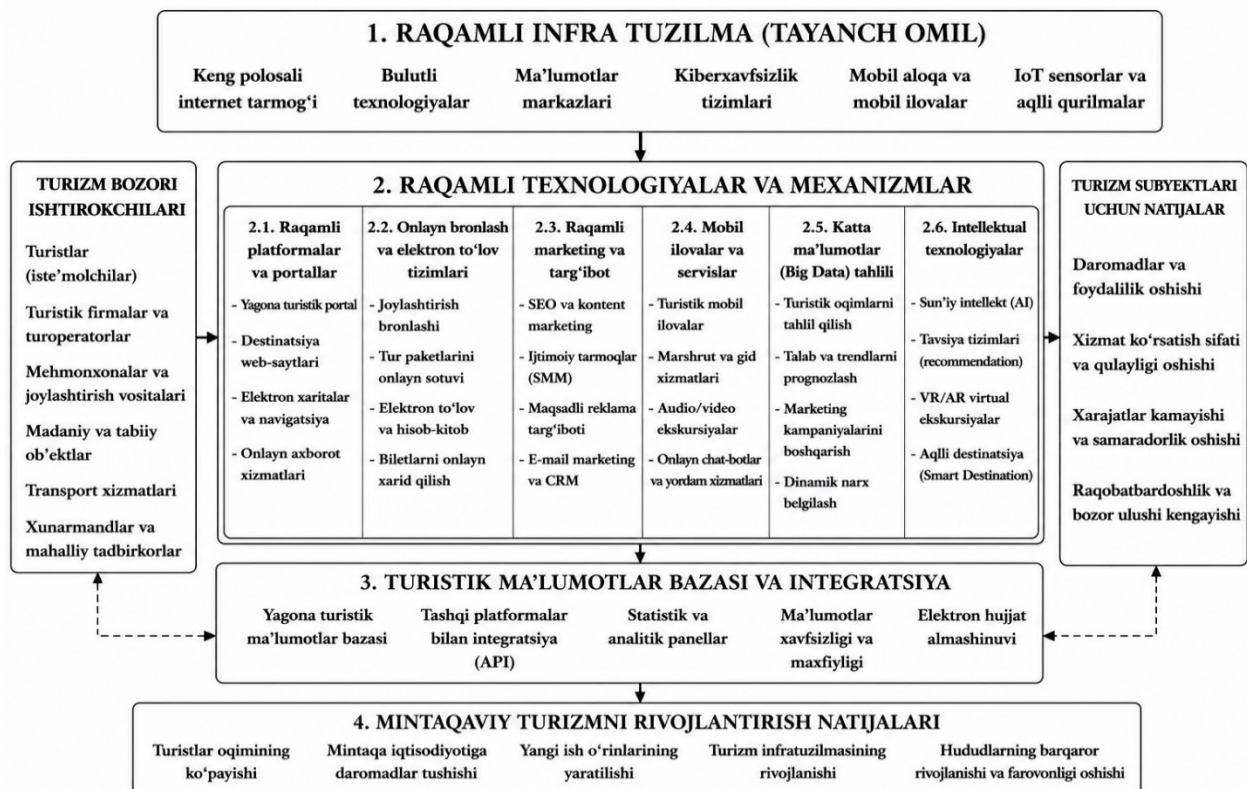 1. RAQAMLI INFRA TUZILMA (TAYANCH OMIL)
Keng polosali
internet tarmog‘i
Bulutli
texnologiyalar
Ma’lumotlar
markazlari
Kiberxavfsizlik
tizimlari
Mobil aloqa va
mobil ilovalar
IoT sensorlar va
aqlli qurilmalar
TURIZM BOZORI
ISHTIROKCHILARI
Turistlar
(iste’molchilar)
Turistik firmalar va
turoperatorlar
Mehmonxonalar va
joylashtirish vositalari
Madaniy va tabiiy
ob’ektlar
Transport xizmatlari
Xunarmandlar va
mahalliy tadbirkorlar
2. RAQAMLI TEXNOLOGIYALAR VA MEXANIZMLAR
2.1. Raqamli
platformalar
va portallar
- Yagona turistik portal
- Destinatsiya
web-saytlari
- Elektron xaritalar
va navigatsiya
- Onlayn axborot
xizmatlari
2.2. Onlayn bronlash
va elektron to‘lov
tizimlari
- Joylashtirish
bronlashi
- Tur paketlarini
onlayn sotuvi
- Elektron to‘lov
va hisob-kitob
- Biletlarni onlayn
xarid qilish
2.3. Raqamli
marketing va
targ‘ibot
- SEO va kontent
marketing
- Ijtimoiy tarmoqlar
(SMM)
- Maqsadli reklama
targ‘iboti
- E-mail marketing
va CRM
2.4. Mobil
ilovalar va
servislar
- Turistik mobil
ilovalar
- Marshrut va gid
xizmatlari
- Audio/video
ekskursiyalar
- Onlayn chat-botlar
va yordam xizmatlari
2.5. Katta
ma’lumotlar
(Big Data) tahlili
- Turistik oqimlarni
tahlil qilish
- Talab va trendlarni
prognozlash
- Marketing
kampaniyalarini
boshqarish
- Dinamik narx
belgilash
2.6. Intellektual
texnologiyalar
- Sun’iy intellekt (AI)
- Tavsiya tizimlari
(recommendation)
- VR/AR virtual
ekskursiyalar
- Aqlli destinatsiya
(Smart Destination)
TURIZM SUBYEKTLARI
UCHUN NATIJALAR
Daromadlar va
foydalilik oshishi
Xizmat ko‘rsatish sifati
va qulayligi oshishi
Xarajatlar kamayishi
va samaradorlik oshishi
Raqobatbardoshlik va
bozor ulushi kengayishi
3. TURISTIK MA’LUMOTLAR BAZASI VA INTEGRATSIYA
Yagona turistik
ma’lumotlar bazasi
Tashqi platformalar
bilan integratsiya
(API)
Statistik va
analitik panellar
Ma’lumotlar
xavfsizligi va
maxfiyligi
Elektron hujjat
almashinuvi
4. MINTAQAVIY TURIZMNI RIVOJLANTIRISH NATIJALARI
Turistlar oqimining
ko‘payishi
Mintaqa iqtisodiyotiga
daromadlar tushishi
Yangi ish o‘rinlarining
yaratilishi
Turizm infratuzilmasining
rivojlanishi
Hududlarning barqaror
rivojlanishi va farovonligi oshishi